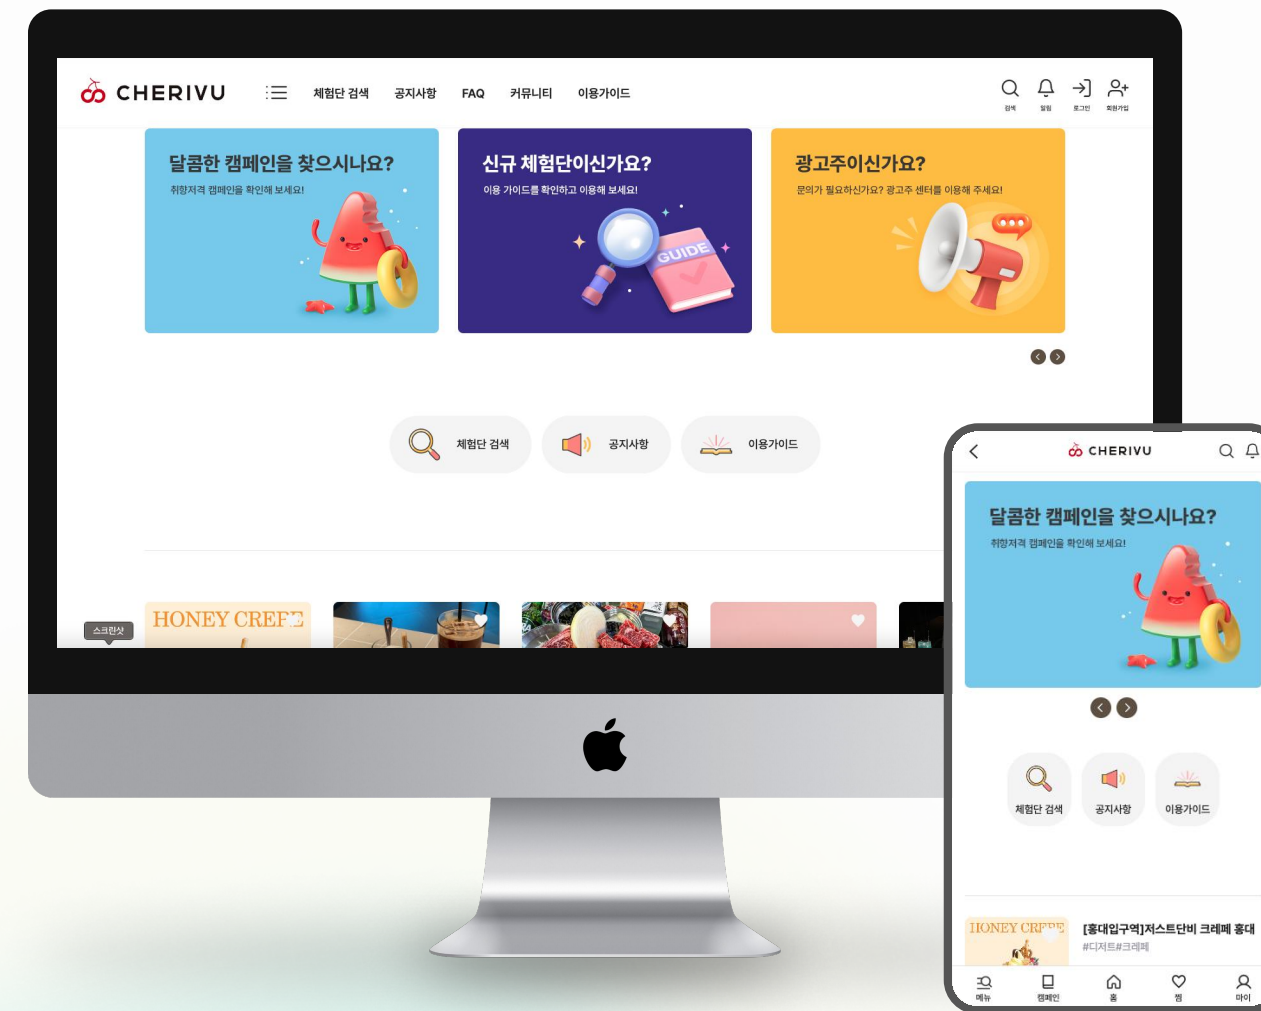 CHERIVU
체험단 검색
공지사항
FAQ
커뮤니티
이용가이드
검색
알림
로그인
회원가입
달콤한 캠페인을 찾으시나요?
취향저격 캠페인을 확인해 보세요!
신규 체험단이신가요?
이용 가이드를 확인하고 이용해 보세요!
GUIDE
광고주이신가요?
문의가 필요하신가요? 광고주 센터를 이용해 주세요!
체험단 검색
공지사항
이용가이드
스크린샷
HONEY CREPE
CHERIVU
달콤한 캠페인을 찾으시나요?
취향저격 캠페인을 확인해 보세요!
체험단 검색
공지사항
이용가이드
HONEY CREPE
[홍대입구역]저스트단비 크레페 홍대
#디저트#크레페
메뉴
캠페인
홈
찜
마이